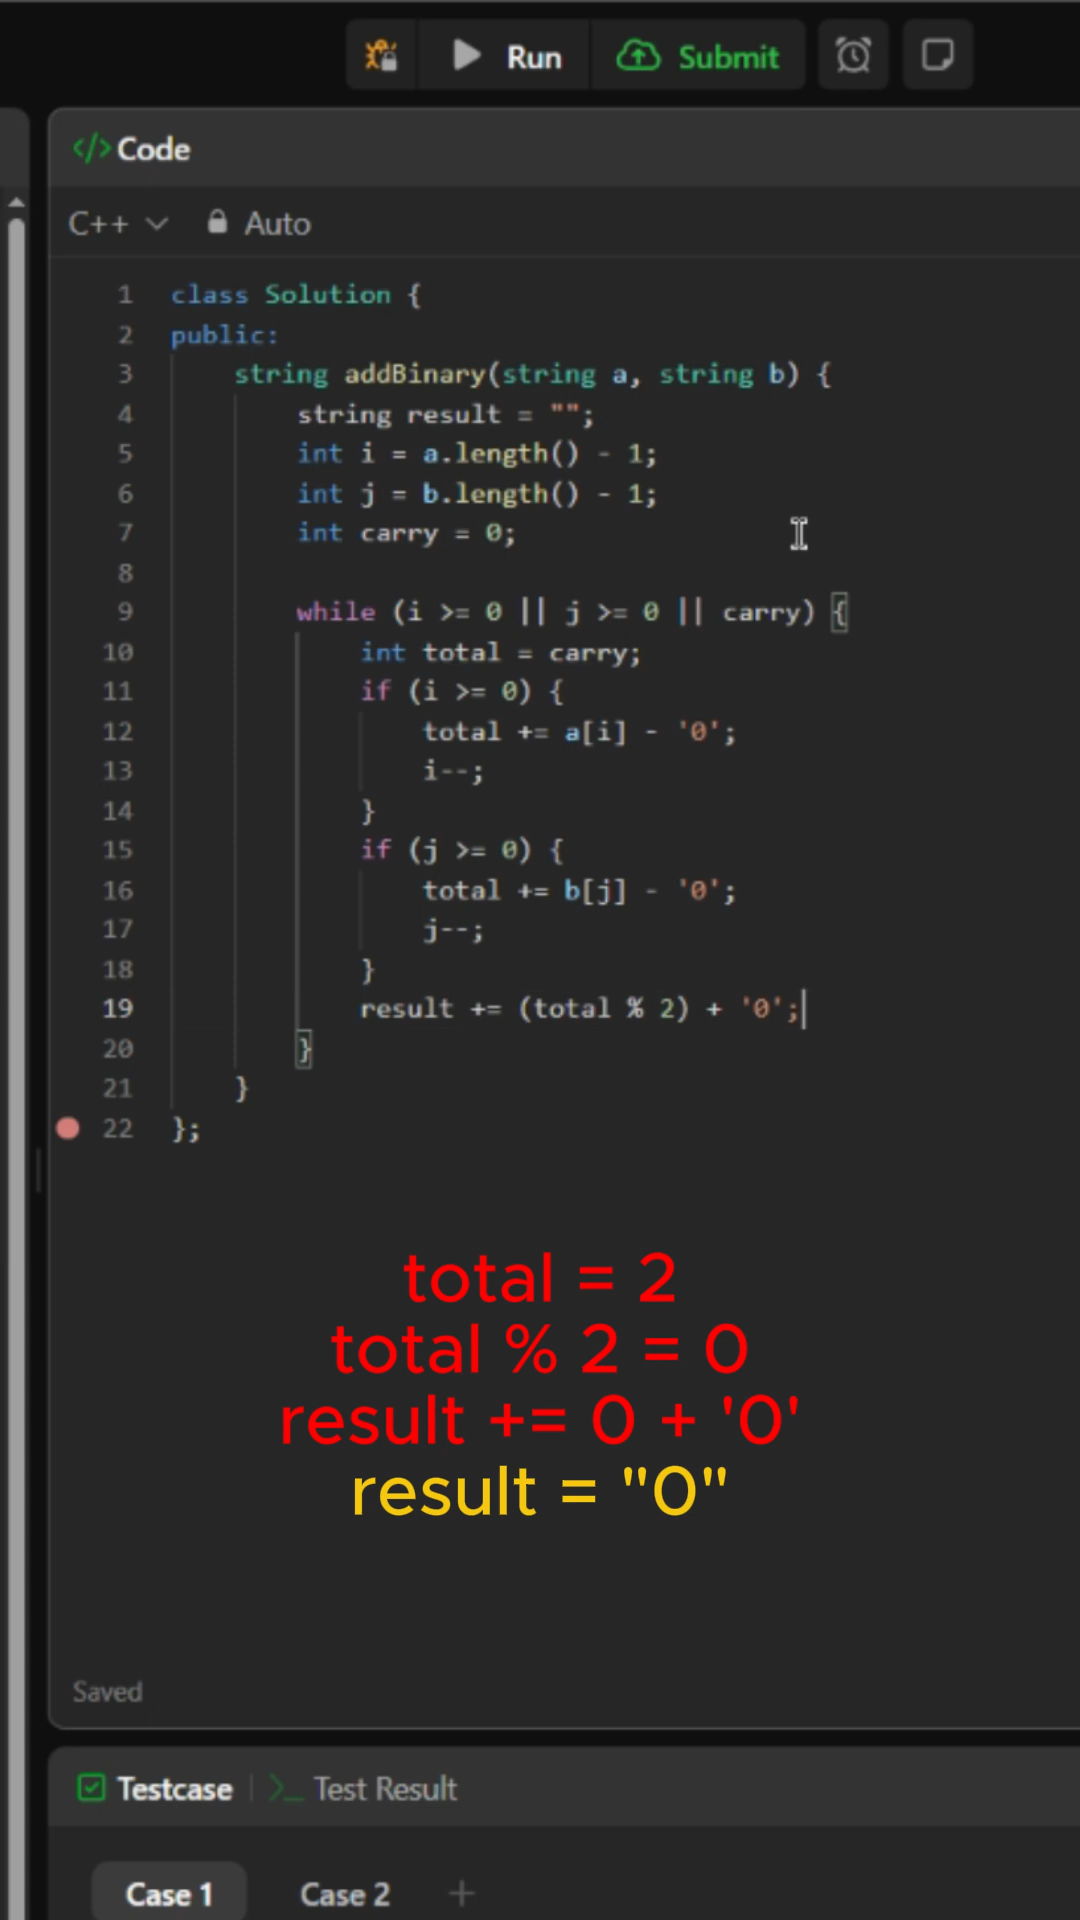 Run Submit
</> Code
C++ Auto
1 class Solution {
2 public:
3 string addBinary(string a, string b) {
4 string result = "";
5 int i = a.length() - 1;
6 int j = b.length() - 1;
7 int carry = 0;
8
9 while (i >= 0 || j >= 0 || carry) {
10 int total = carry;
11 if (i >= 0) {
12 total += a[i] - '0';
13 i--;
14 }
15 if (j >= 0) {
16 total += b[j] - '0';
17 j--;
18 }
19 result += (total % 2) + '0';
20 }
21 }
22 };
total = 2
total % 2 = 0
result += 0 + '0'
result = "0"
Saved
Testcase >_ Test Result
Case 1 Case 2 +